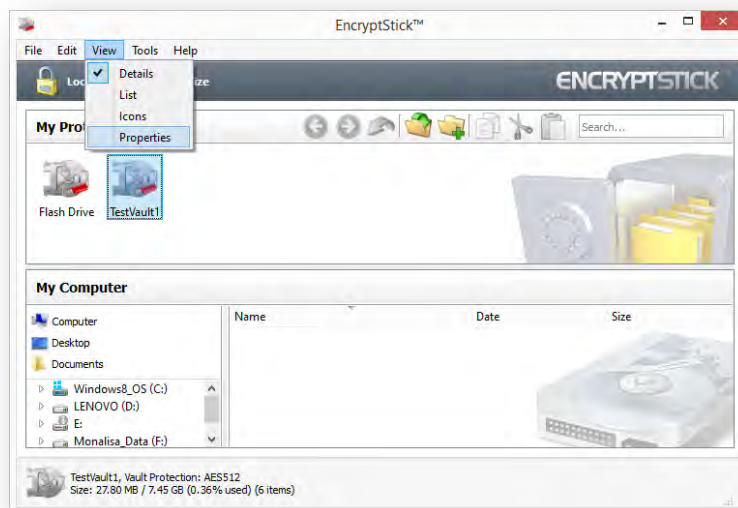 EncryptStick™
File Edit View Tools Help
Details
List
Icons
Properties
Loc
ize
ENCRYPTSTICK
My Pro
Search...
Flash Drive
TestVault1
My Computer
Computer
Desktop
Documents
Windows8_OS (C:)
LENOVO (D:)
E:
Monalisa_Data (F:)
Name Date Size
TestVault1, Vault Protection: AES512
Size: 27.80 MB / 7.45 GB (0.36% used) (6 items)